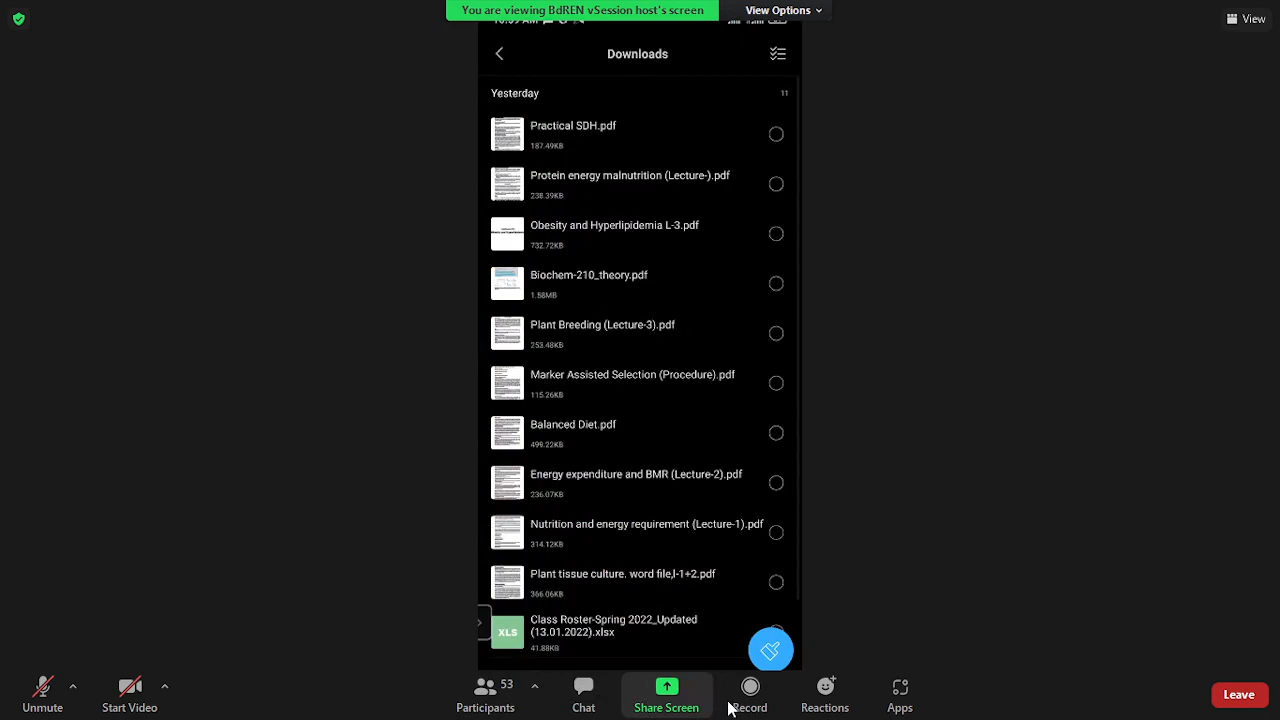 You are viewing BdREN vSession host's screen
View Options
View
Downloads
Yesterday
11
Practical SDH.pdf
187.49KB
Protein energy malnutrition (Lecture-).pdf
238.39KB
Obesity and Hyperlipidemia L3.pdf
732.72KB
Biochem-210_theory.pdf
1.58MB
Plant Breeding (Lecture-3).pdf
253.48KB
Marker Assisted Selection (Procedure).pdf
115.26KB
Balanced diet.pdf
499.22KB
Energy expenditure and BMR (Lecture-2).pdf
236.07KB
Nutrition and energy requirment (Lecture-1).pdf
314.12KB
Plant tissue culture. word file L1+2.pdf
366.06KB
XLS
Class Roster-Spring 2022_Updated
(13.01.2022).xlsx
41.88KB
53
Unmute
Start Video
Participants
Chat
Share Screen
Record
Reactions
Apps
Leave